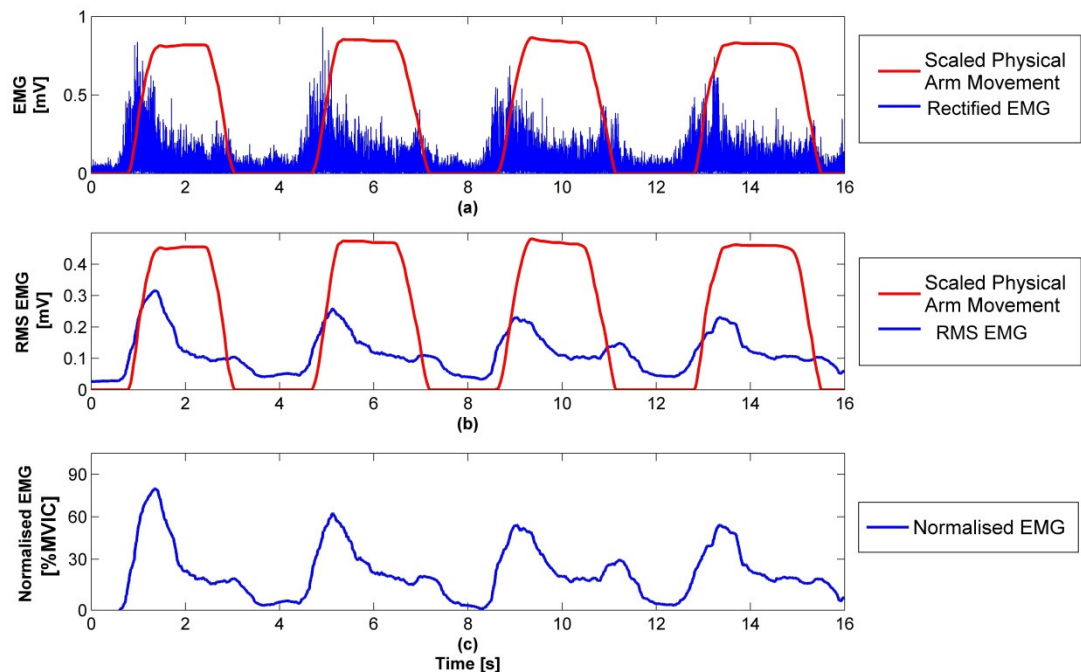 1
0.5
0
EMG
[mV]
0 2 4 6 8 10 12 14 16
(a)
Scaled Physical
Arm Movement
Rectified EMG
0.4
0.3
0.2
0.1
0
RMS EMG
[mV]
0 2 4 6 8 10 12 14 16
(b)
Scaled Physical
Arm Movement
RMS EMG
90
60
30
0
Normalised EMG
[%MVIC]
0 2 4 6 8 10 12 14 16
(c)
Time [s]
Normalised EMG